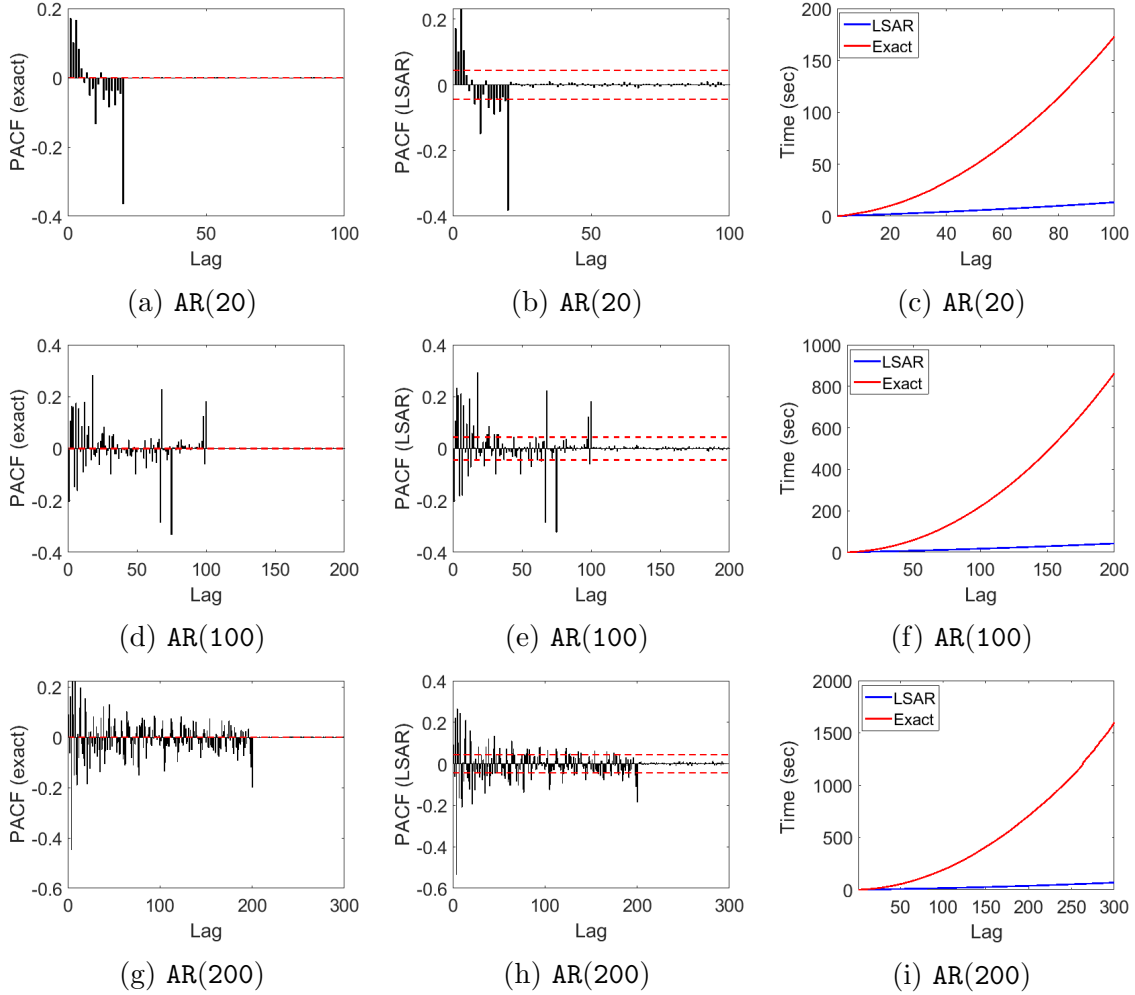 PACF (exact)
0.2
0
-0.2
-0.4
0
50
100
Lag
(a) AR(20)
PACF (LSAR)
0.2
0
-0.2
-0.4
0
50
100
Lag
(b) AR(20)
Time (sec)
200
150
100
50
0
LSAR
Exact
20
40
60
80
100
Lag
(c) AR(20)
PACF (exact)
0.4
0.2
0
-0.2
-0.4
0
50
100
150
200
Lag
(d) AR(100)
PACF (LSAR)
0.4
0.2
0
-0.2
-0.4
0
50
100
150
200
Lag
(e) AR(100)
Time (sec)
1000
800
600
400
200
0
LSAR
Exact
50
100
150
200
Lag
(f) AR(100)
PACF (exact)
0.2
0
-0.2
-0.4
-0.6
0
100
200
300
Lag
(g) AR(200)
PACF (LSAR)
0.4
0.2
0
-0.2
-0.4
-0.6
0
100
200
300
Lag
(h) AR(200)
Time (sec)
2000
1500
1000
500
0
LSAR
Exact
50
100
150
200
250
300
Lag
(i) AR(200)